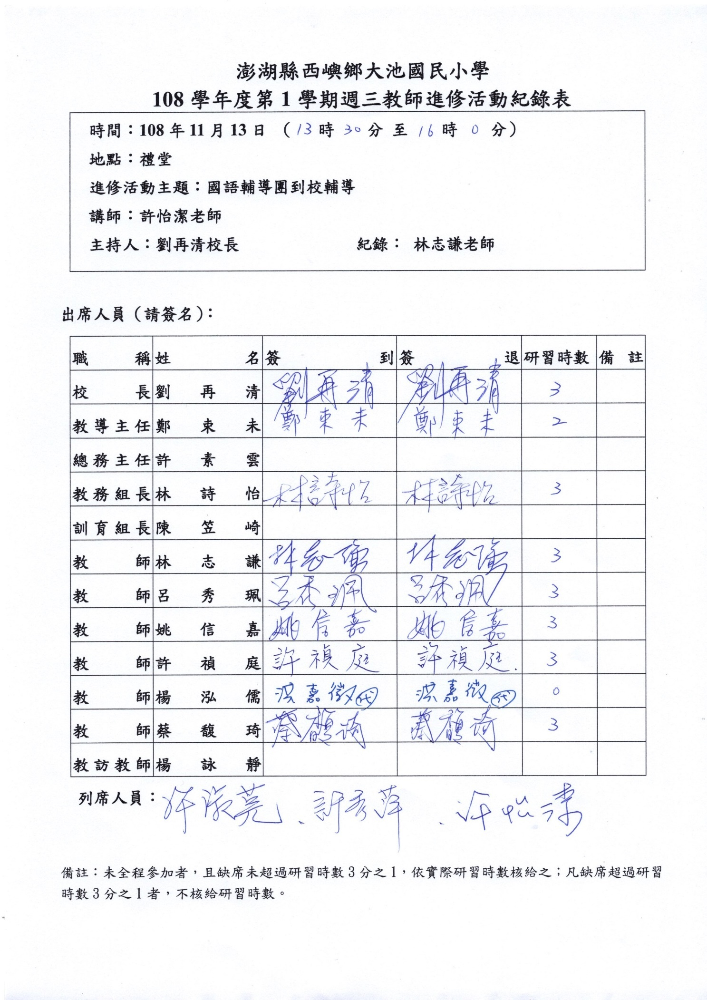 澎湖縣西嶼鄉大池國民小學
108 學年度第 1 學期週三教師進修活動紀錄表
時間：108 年 11 月 13 日 （13 時 30 分 至 16 時 0 分）
地點：禮堂
進修活動主題：國語輔導團到校輔導
講師：許怡潔老師
主持人：劉再清校長 紀錄： 林志謙老師
出席人員（請簽名）：
職稱 姓名 簽到 簽退 研習時數 備註
校長 劉再清 劉再清 劉再清 3
教導主任 鄭束未 鄭束未 鄭束未 2
總務主任 許素雲
教務組長 林詩怡 林詩怡 林詩怡 3
訓育組長 陳笠崎
教師 林志謙 林志謙 林志謙 3
教師 呂秀珮 呂秀珮 呂秀珮 3
教師 姚信嘉 姚信嘉 姚信嘉 3
教師 許禎庭 許禎庭 許禎庭. 3
教師 楊泓儒 洪嘉徽代 洪嘉徽代 0
教師 蔡馥琦 蔡馥琦 蔡馥琦 3
教訪教師 楊詠靜
列席人員：許淑菀、許秀萍、許怡潔
備註：未全程參加者，且缺席未超過研習時數 3 分之 1，依實際研習時數核給之；凡缺席超過研習
時數 3 分之 1 者，不核給研習時數。